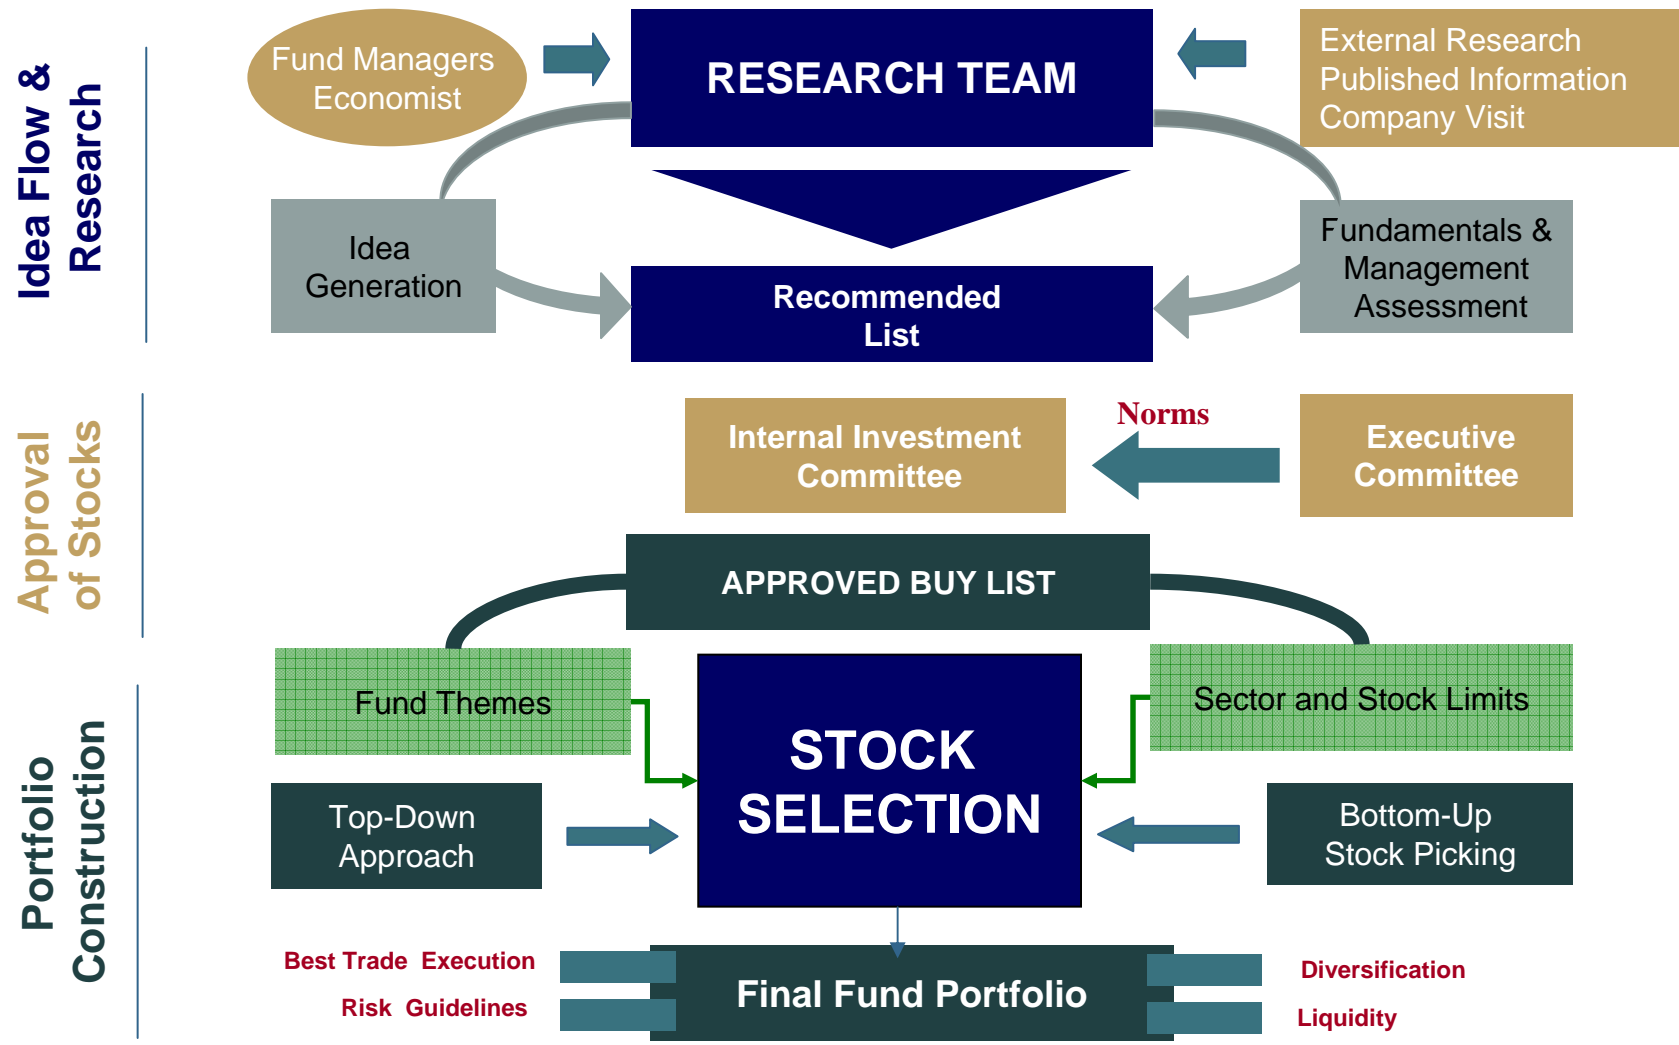 Idea Flow &
Research
Fund Managers
Economist
RESEARCH TEAM
External Research
Published Information
Company Visit
Idea
Generation
Recommended
List
Fundamentals &
Management
Assessment
Approval
of Stocks
Internal Investment
Committee
Norms
Executive
Committee
APPROVED BUY LIST
Portfolio
Construction
Fund Themes
STOCK
SELECTION
Sector and Stock Limits
Top-Down
Approach
Bottom-Up
Stock Picking
Best Trade Execution
Risk Guidelines
Final Fund Portfolio
Diversification
Liquidity